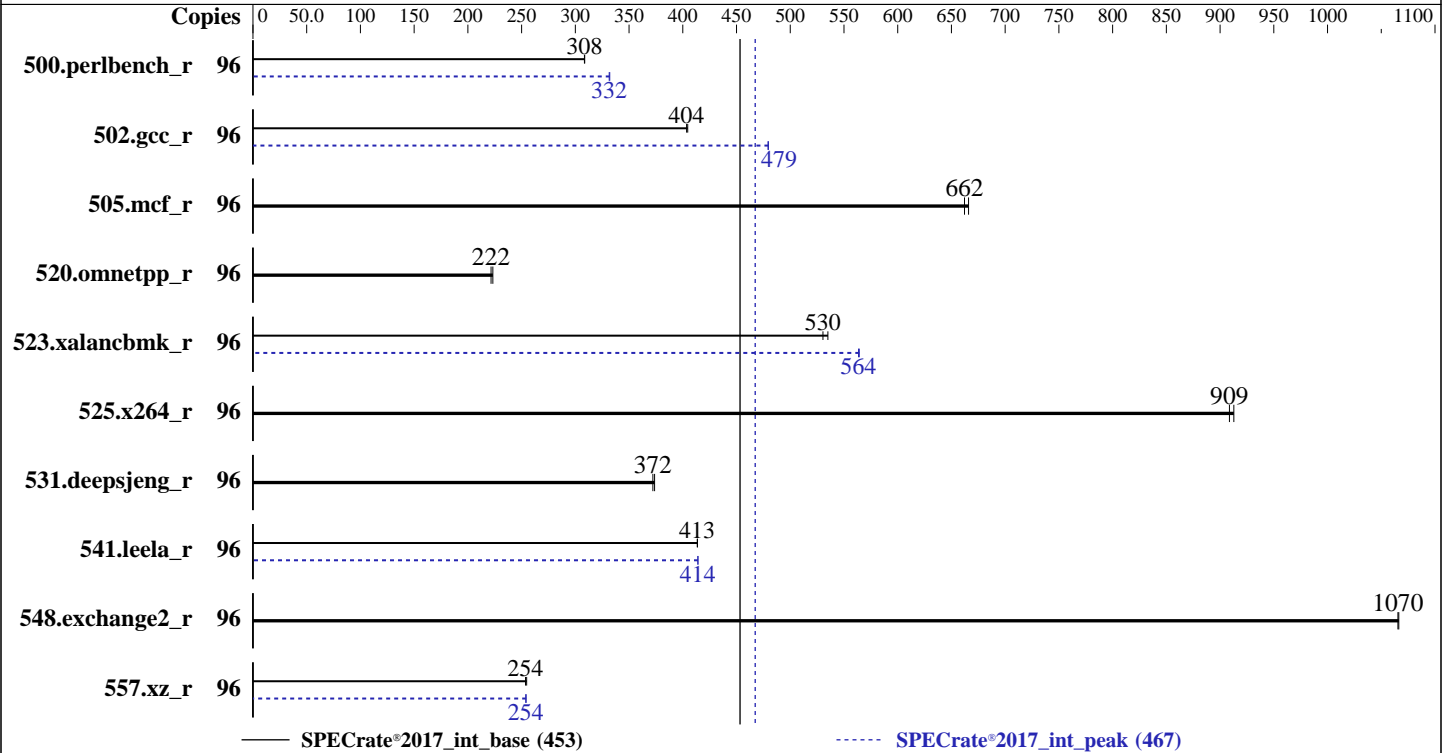 Copies 0 50.0 100 150 200 250 300 350 400 450 500 550 600 650 700 750 800 850 900 950 1000 1100
308
500.perlbench_r 96
332
404
502.gcc_r 96
479
662
505.mcf_r 96
222
520.omnetpp_r 96
530
523.xalancbmk_r 96
564
909
525.x264_r 96
372
531.deepsjeng_r 96
413
541.leela_r 96
414
1070
548.exchange2_r 96
254
557.xz_r 96
254
SPECrate®2017_int_base (453) SPECrate®2017_int_peak (467)